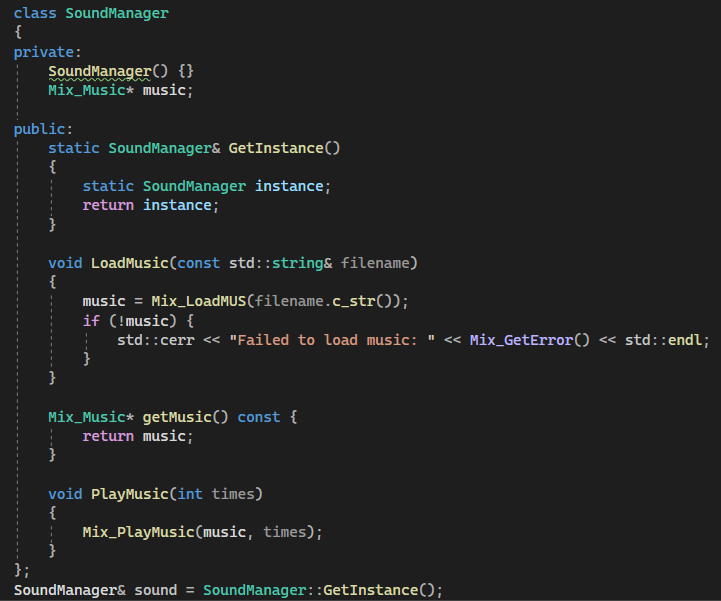 class SoundManager
{
private:
    SoundManager() {}
    Mix_Music* music;

public:
    static SoundManager& GetInstance()
    {
        static SoundManager instance;
        return instance;
    }

    void LoadMusic(const std::string& filename)
    {
        music = Mix_LoadMUS(filename.c_str());
        if (!music) {
            std::cerr << "Failed to load music: " << Mix_GetError() << std::endl;
        }
    }

    Mix_Music* getMusic() const {
        return music;
    }

    void PlayMusic(int times)
    {
        Mix_PlayMusic(music, times);
    }
};
SoundManager& sound = SoundManager::GetInstance();